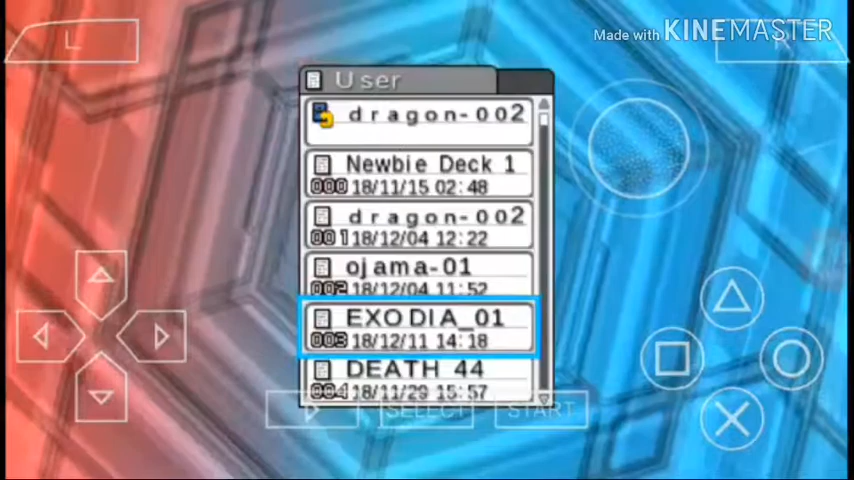 Made with KINEMASTER
L
User
dragon-002
Newbie Deck 1
000 18/11/15 02:48
dragon-002
001 18/12/04 12:22
ojama-01
002 18/12/04 11:52
EXODIA_01
003 18/12/11 14:18
DEATH 44
004 18/11/29 15:57
SELECT
START